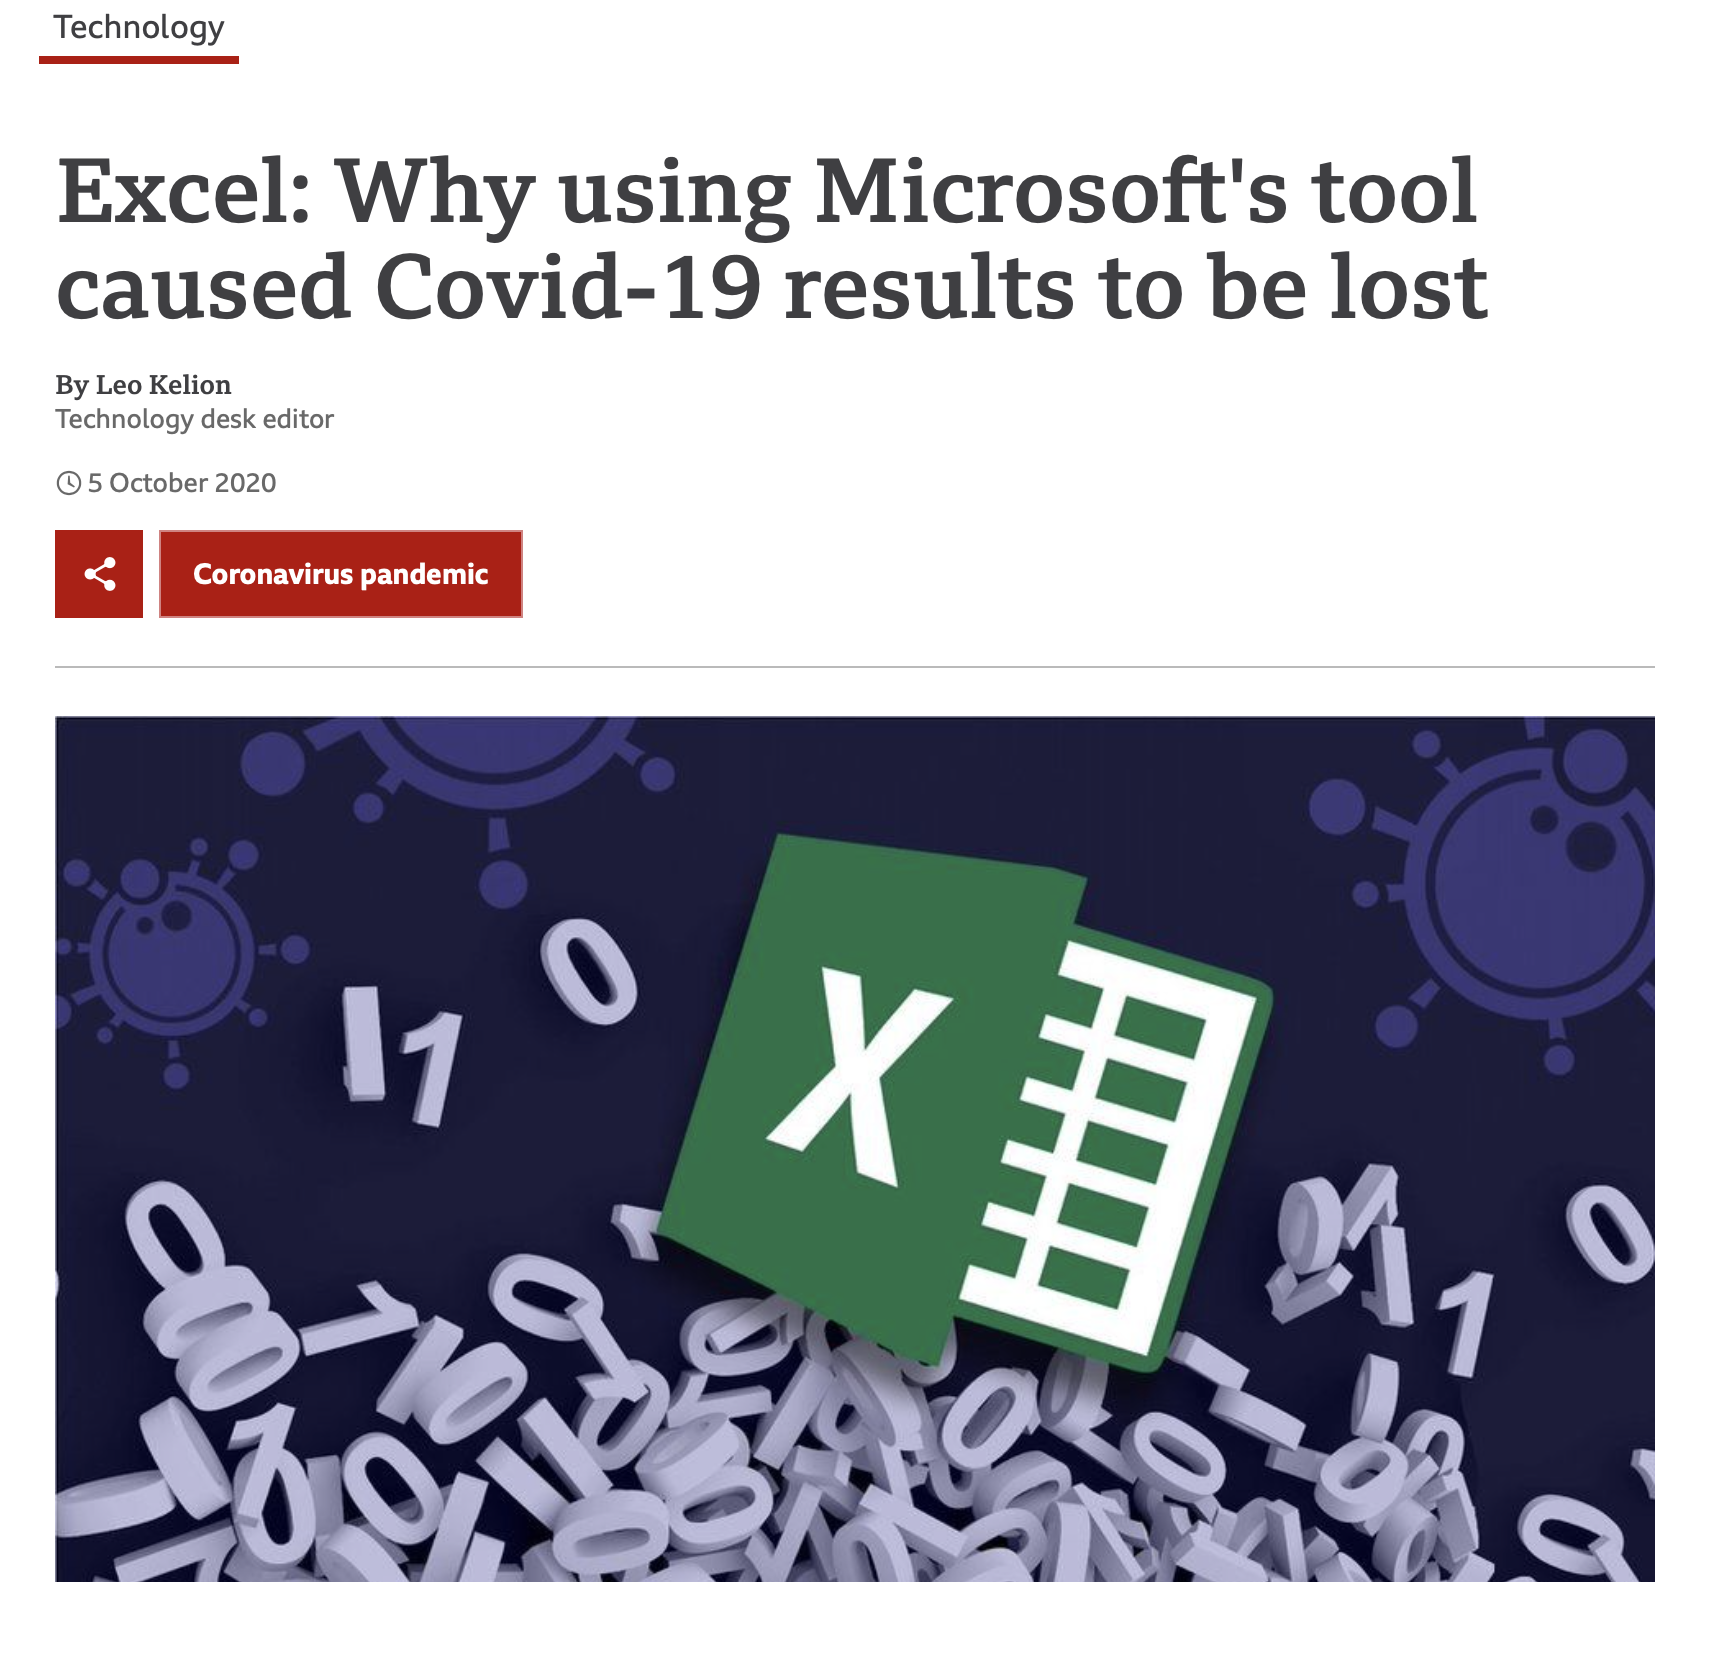 Technology
Excel: Why using Microsoft's tool
caused Covid-19 results to be lost
By Leo Kelion
Technology desk editor
5 October 2020
Coronavirus pandemic
X